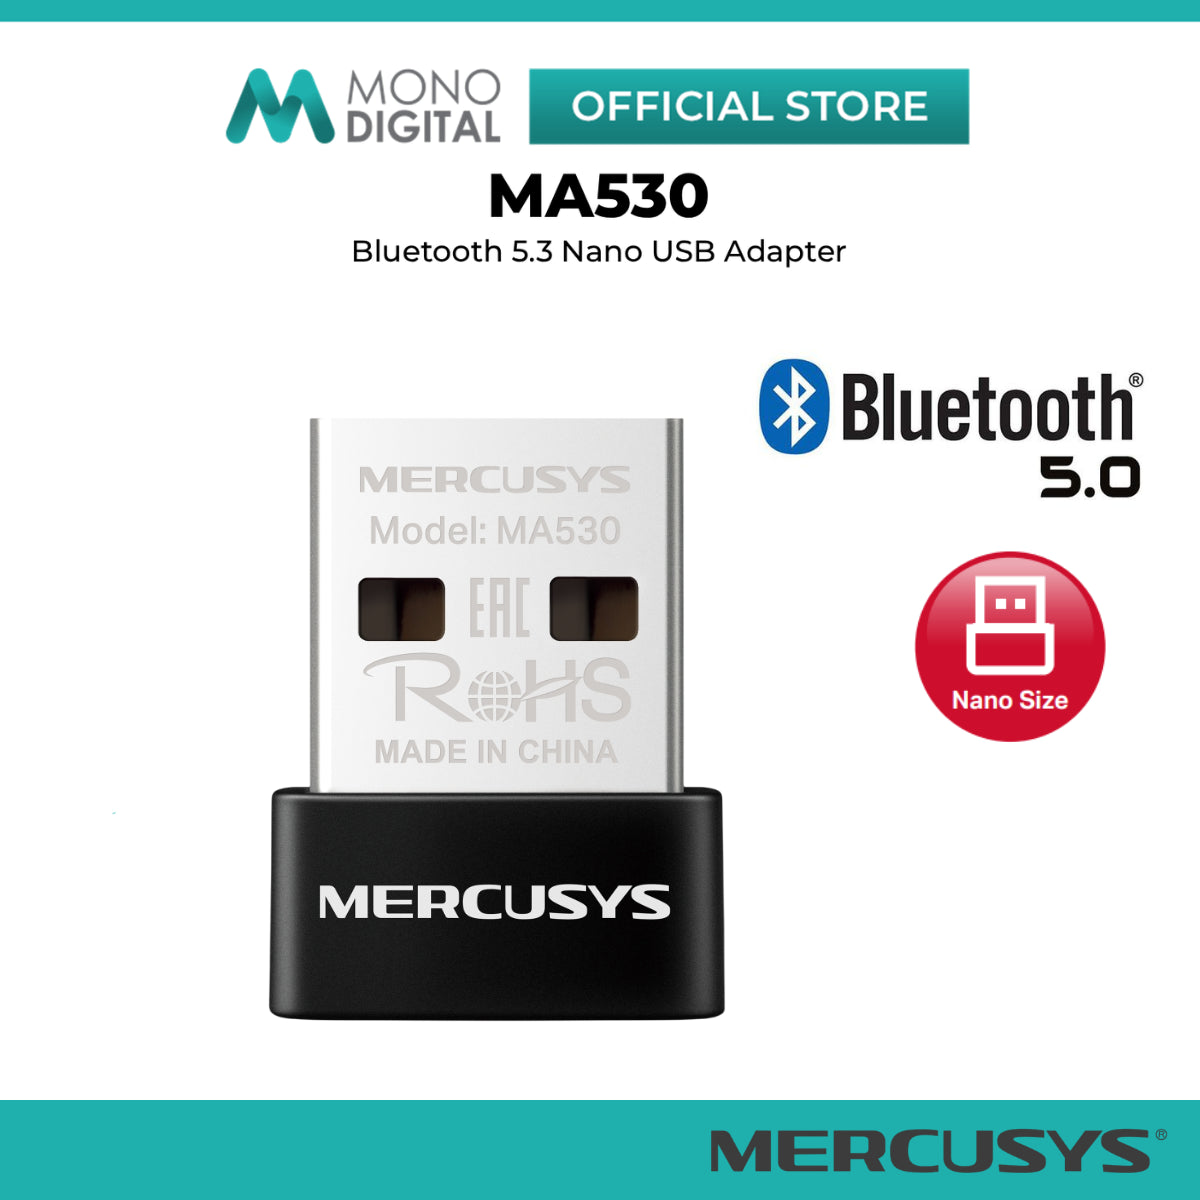 MONO
DIGITAL
OFFICIAL STORE
MA530
Bluetooth 5.3 Nano USB Adapter
Bluetooth®
5.0
MERCUSYS
Model: MA530
EAC
RoHS
MADE IN CHINA
Nano Size
MERCUSYS
MERCUSYS®